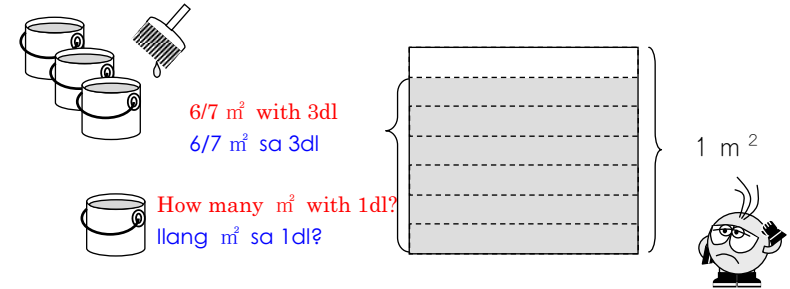 6/7 ㎡ with 3dl
6/7 ㎡ sa 3dl
1 m²
How many ㎡ with 1dl?
Ilang ㎡ sa 1dl?